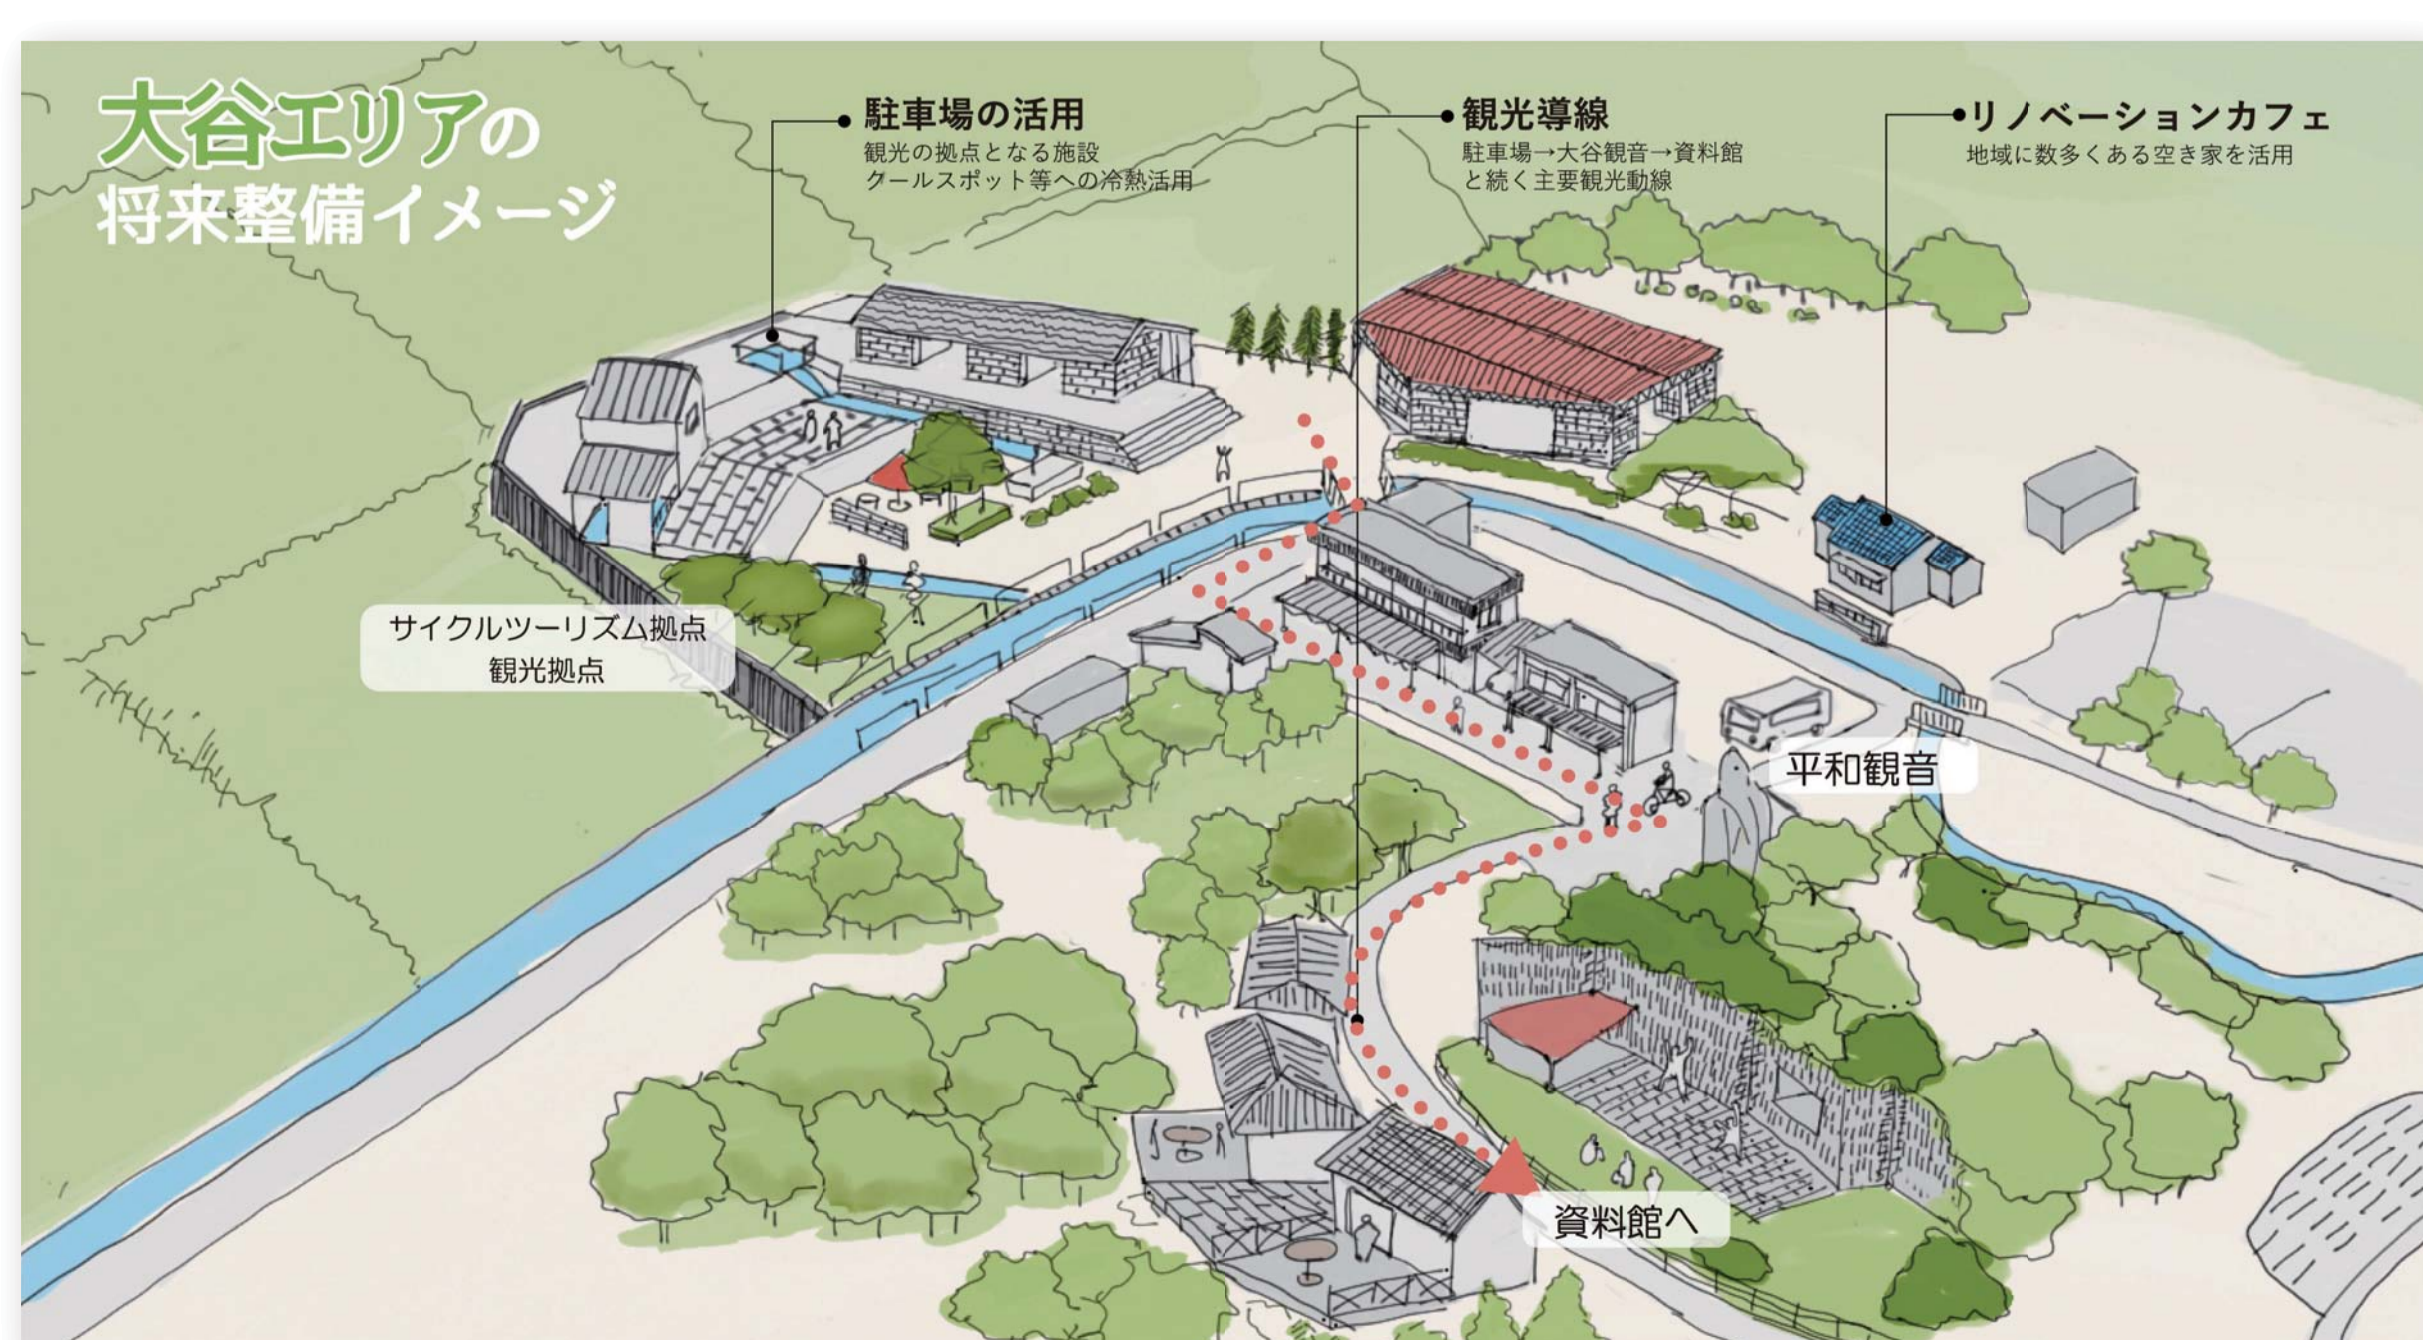 大谷エリアの
将来整備イメージ
駐車場の活用
観光の拠点となる施設
クールスポット等への冷熱活用
観光導線
駐車場→大谷観音→資料館
と続く主要観光動線
リノベーションカフェ
地域に数多くある空き家を活用
サイクルツーリズム拠点
観光拠点
平和観音
資料館へ